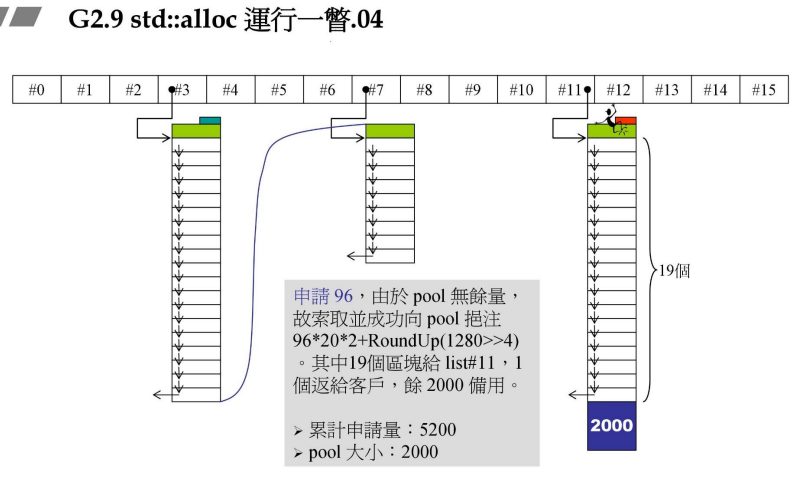 G2.9 std::alloc 運行一瞥.04
#0 #1 #2 #3 #4 #5 #6 #7 #8 #9 #10 #11 #12 #13 #14 #15
19個
申請 96，由於 pool 無餘量，
故索取並成功向 pool 挹注
96*20*2+RoundUp(1280>>4)
。其中19個區塊給 list#11，1
個返給客戶，餘 2000 備用。
➢ 累計申請量：5200
➢ pool 大小：2000
2000